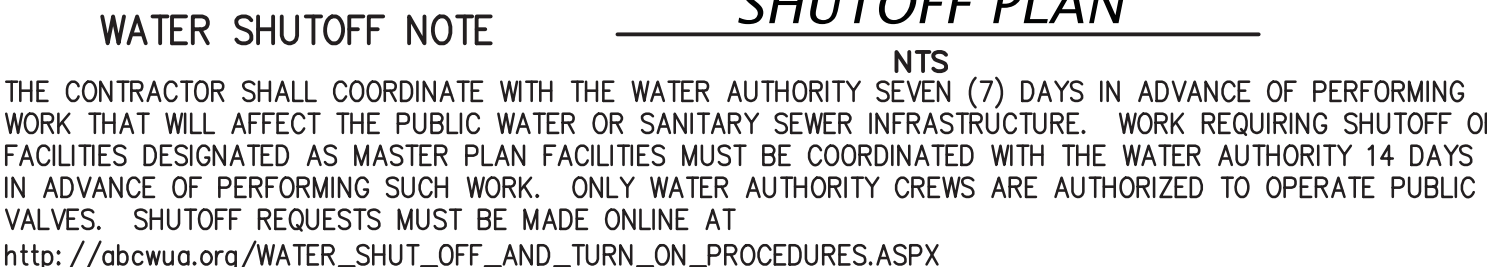 SHUTOFF PLAN
WATER SHUTOFF NOTE
NTS
THE CONTRACTOR SHALL COORDINATE WITH THE WATER AUTHORITY SEVEN (7) DAYS IN ADVANCE OF PERFORMING
WORK THAT WILL AFFECT THE PUBLIC WATER OR SANITARY SEWER INFRASTRUCTURE. WORK REQUIRING SHUTOFF OF
FACILITIES DESIGNATED AS MASTER PLAN FACILITIES MUST BE COORDINATED WITH THE WATER AUTHORITY 14 DAYS
IN ADVANCE OF PERFORMING SUCH WORK. ONLY WATER AUTHORITY CREWS ARE AUTHORIZED TO OPERATE PUBLIC
VALVES. SHUTOFF REQUESTS MUST BE MADE ONLINE AT
http: //abcwua.org/WATER_SHUT_OFF_AND_TURN_ON_PROCEDURES.ASPX